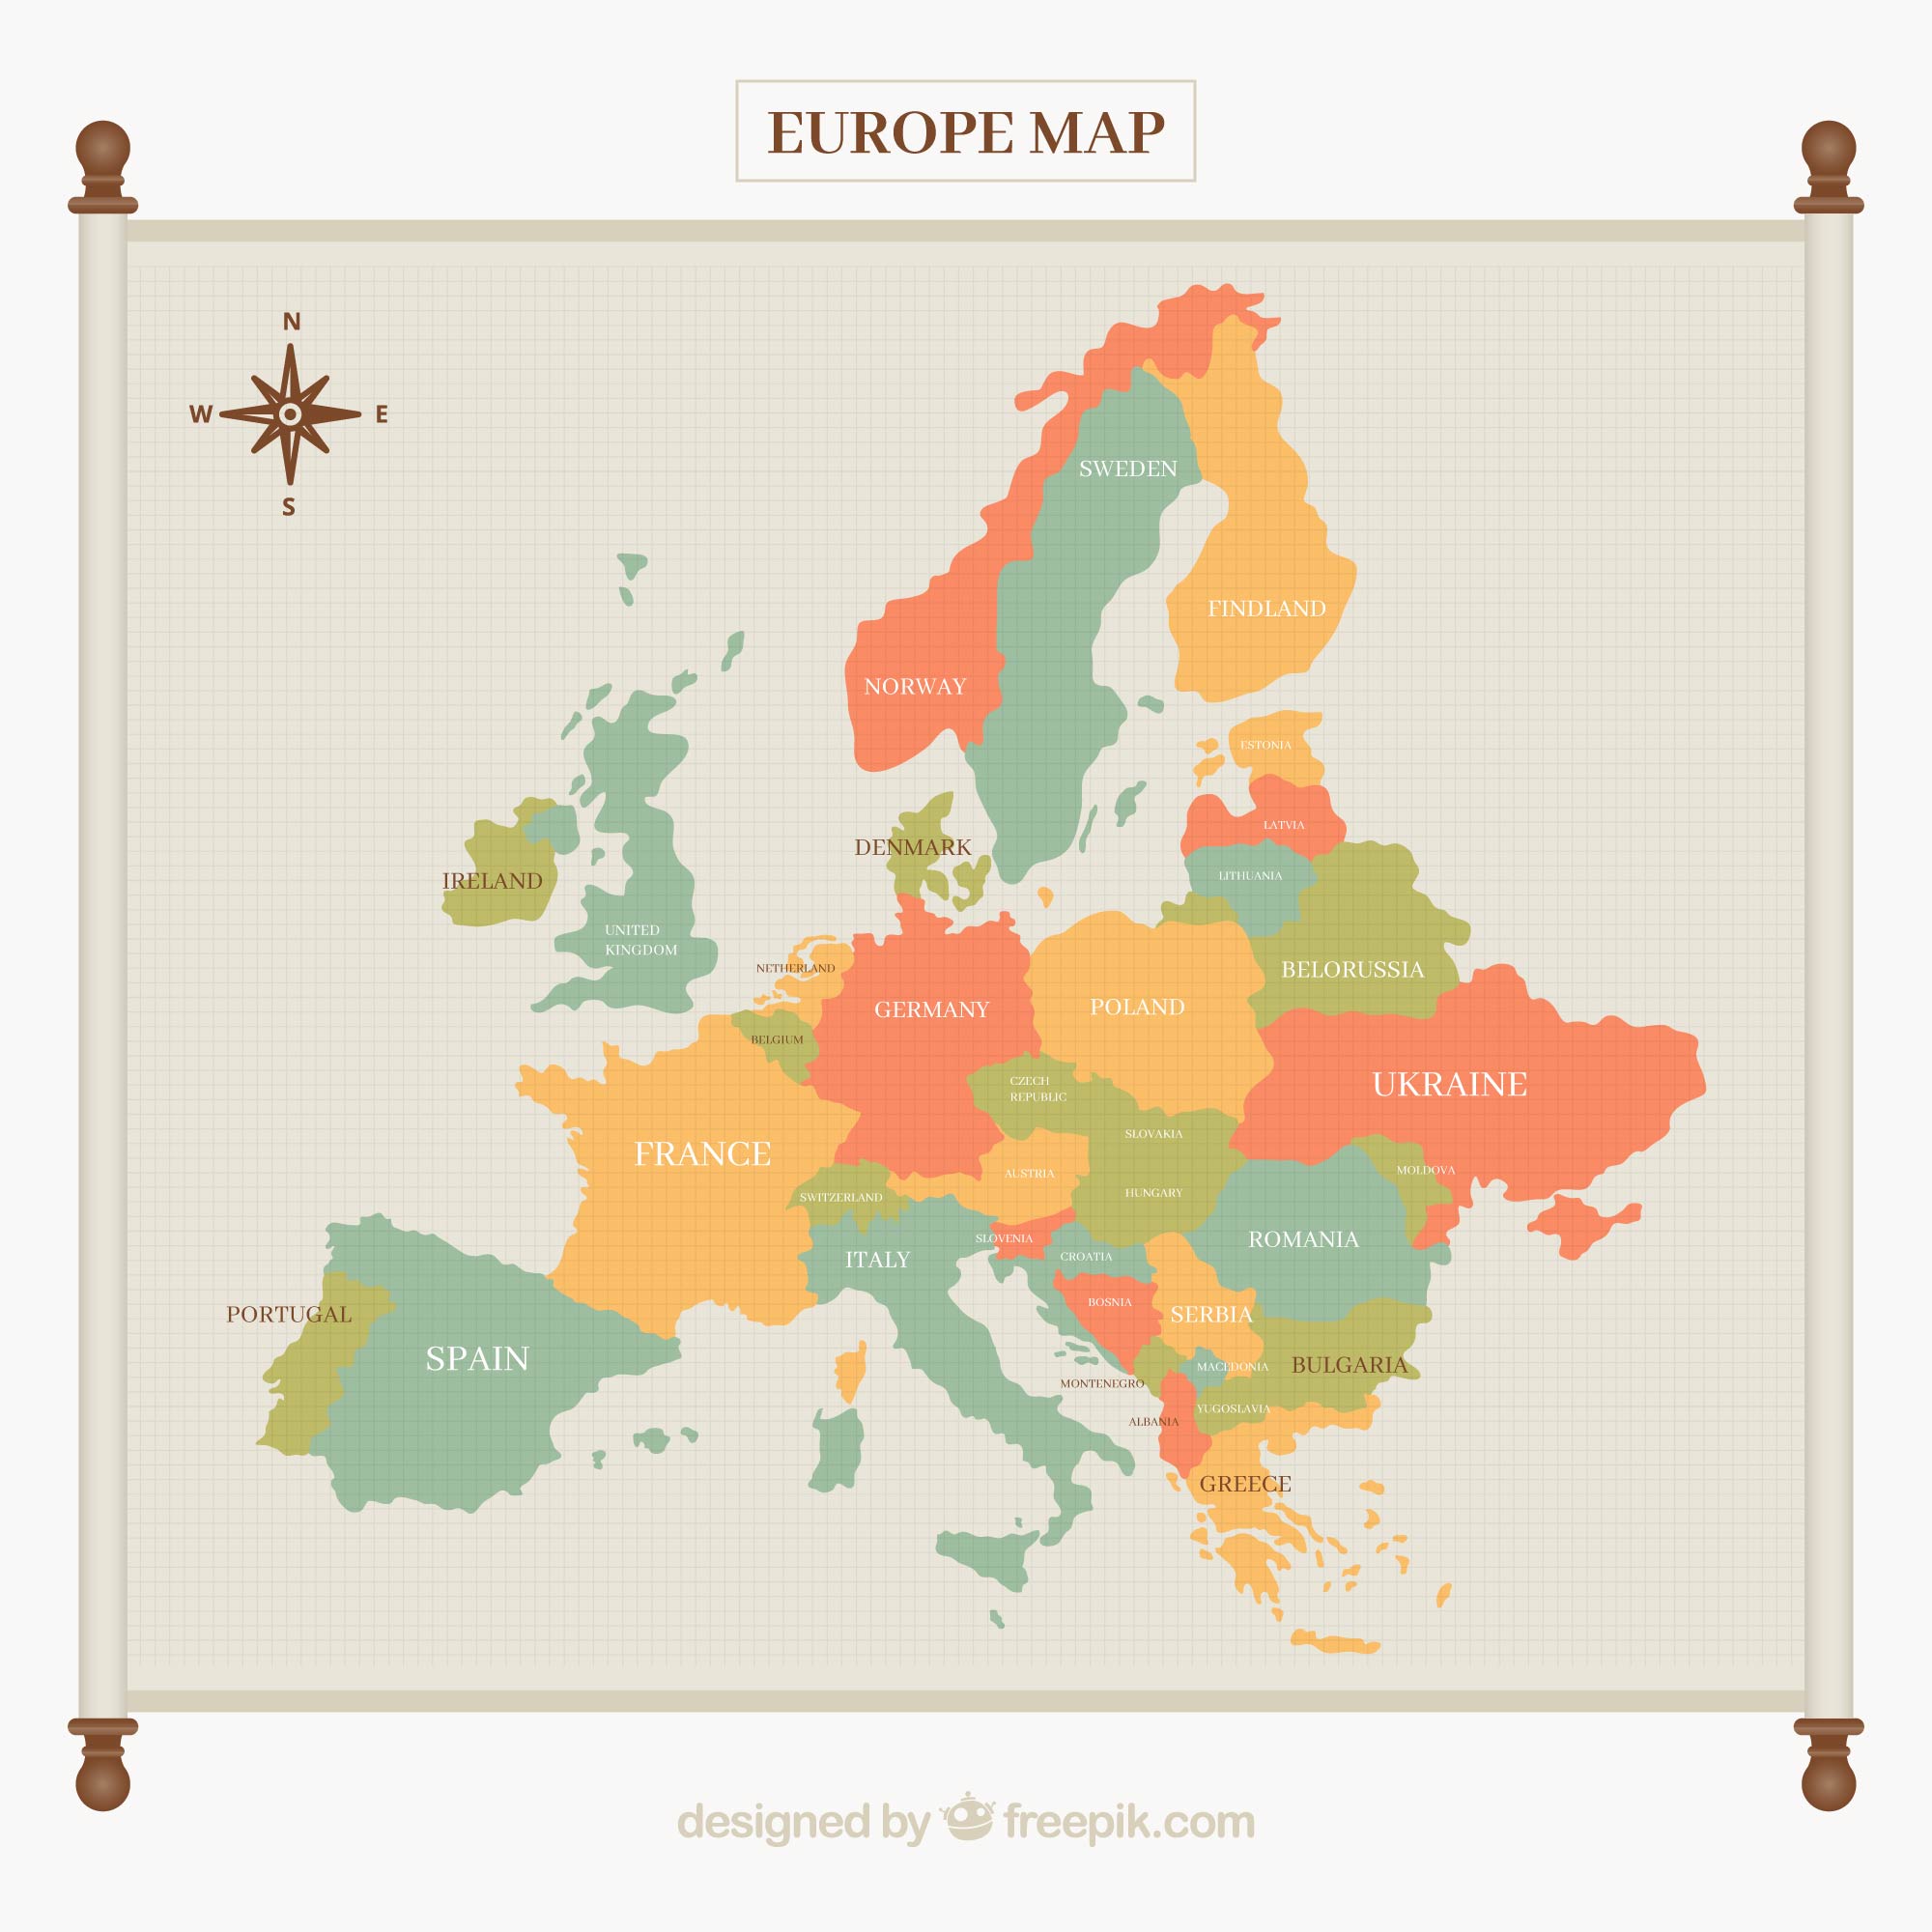 EUROPE MAP
N
W
E
S
SWEDEN
FINDLAND
NORWAY
ESTONIA
LATVIA
DENMARK
LITHUANIA
IRELAND
UNITED
KINGDOM
NETHERLAND
BELORUSSIA
GERMANY
POLAND
BELGIUM
CZECH
REPUBLIC
UKRAINE
SLOVAKIA
FRANCE
AUSTRIA
MOLDOVA
SWITZERLAND
HUNGARY
SLOVENIA
ROMANIA
ITALY
CROATIA
BOSNIA
PORTUGAL
SERBIA
SPAIN
MACEDONIA
BULGARIA
MONTENEGRO
YUGOSLAVIA
ALBANIA
GREECE
designed by freepik.com